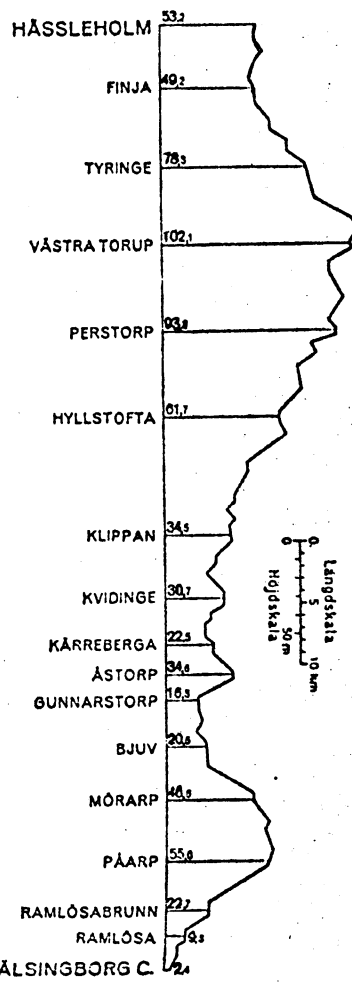 HÄSSLEHOLM 53,2
FINJA 49,2
TYRINGE 78,3
VÄSTRA TORUP 102,1
PERSTORP 93,8
HYLLSTOFTA 61,7
KLIPPAN 34,5
KVIDINGE 30,7
KÄRREBERGA 22,5
ÅSTORP 34,6
GUNNARSTORP 16,3
BJUV 20,6
MÖRARP 46,6
PÅARP 55,0
RAMLÖSABRUNN 22,7
RAMLÖSA 9,3
ÄLSINGBORG C. 2,4
Längdskala
0. 5 10 km
0 50 m
Höjdskala